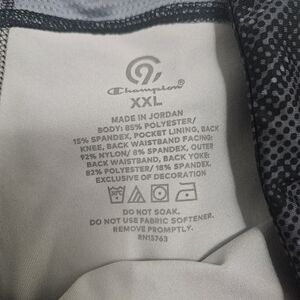 C9
Champion®
XXL
MADE IN JORDAN
BODY: 85% POLYESTER/
15% SPANDEX, POCKET LINING, BACK
KNEE, BACK WAISTBAND FACING:
92% NYLON/ 8% SPANDEX, OUTER
BACK WAISTBAND, BACK YOKE:
82% POLYESTER/ 18% SPANDEX.
EXCLUSIVE OF DECORATION
DO NOT SOAK.
DO NOT USE FABRIC SOFTENER.
REMOVE PROMPTLY.
RN15763